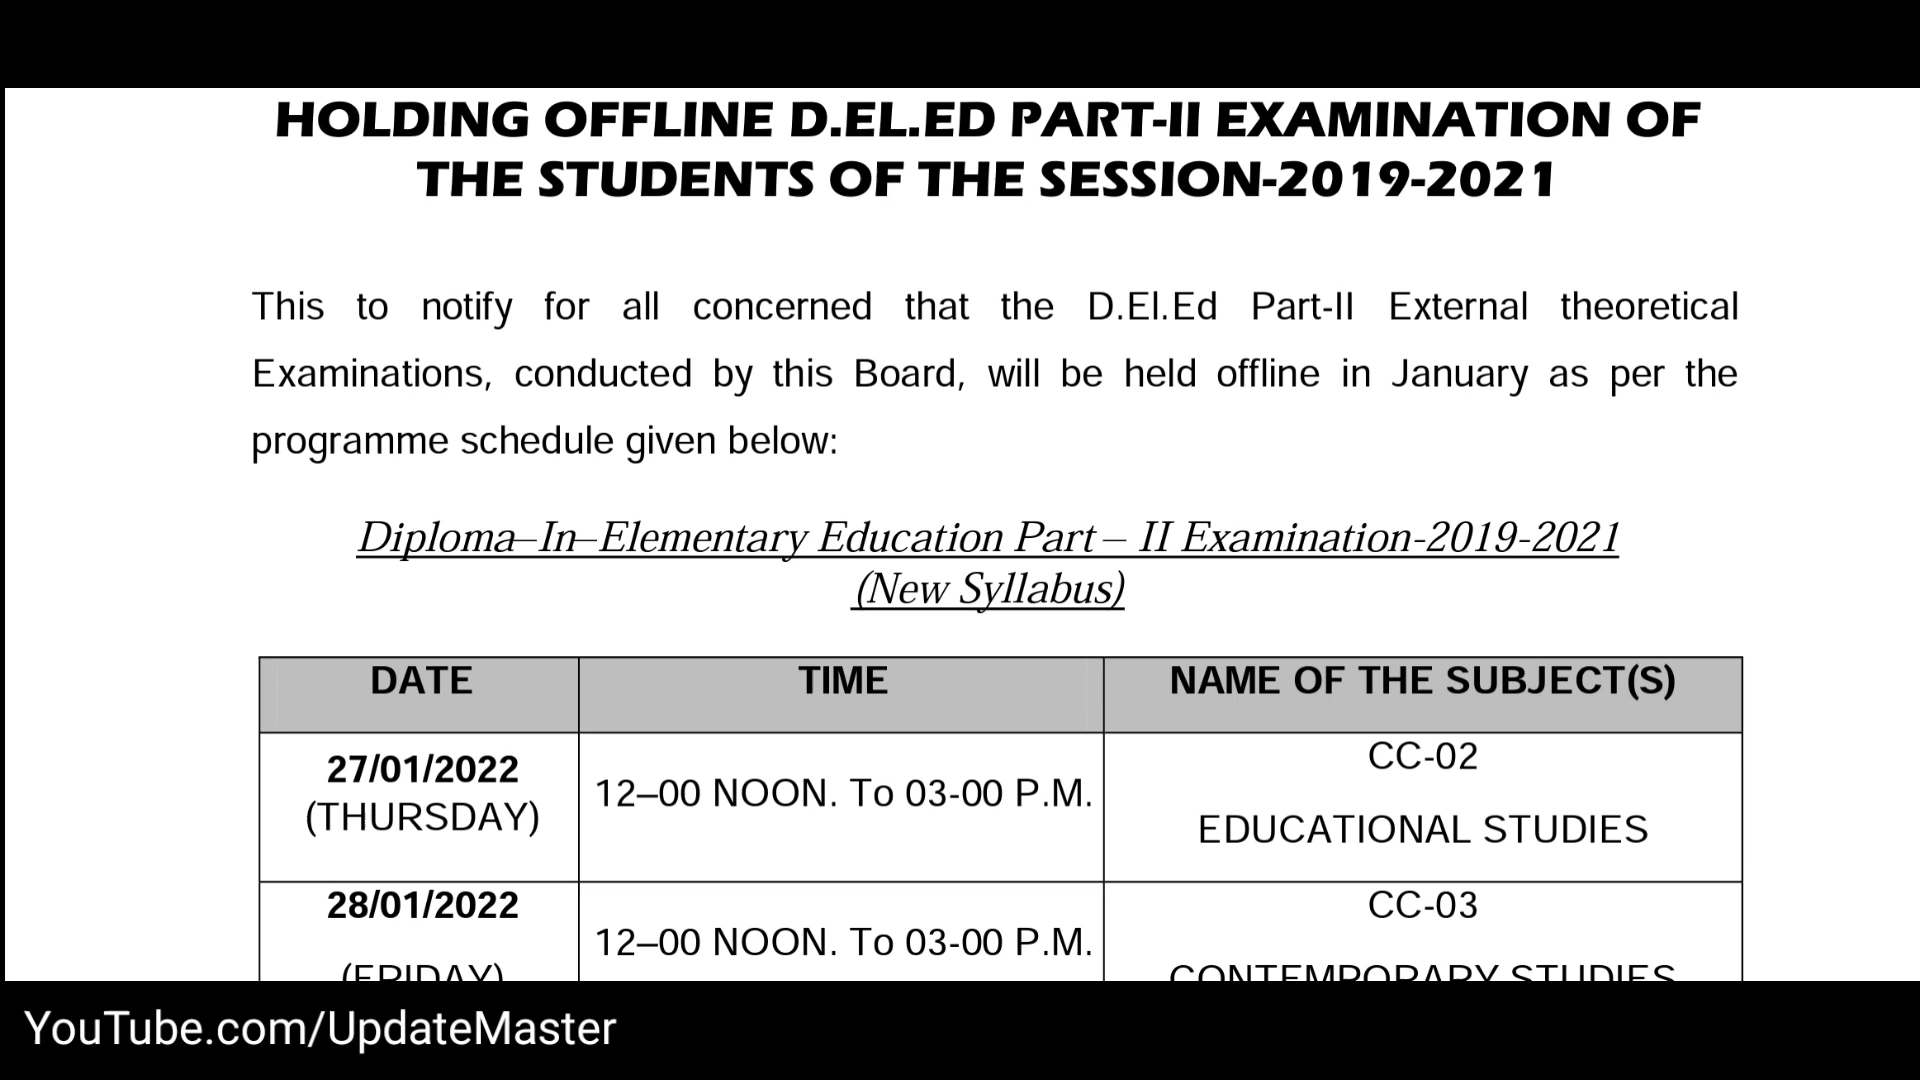 HOLDING OFFLINE D.EL.ED PART-II EXAMINATION OF
THE STUDENTS OF THE SESSION-2019-2021
This to notify for all concerned that the D.El.Ed Part-II External theoretical
Examinations, conducted by this Board, will be held offline in January as per the
programme schedule given below:
Diploma–In–Elementary Education Part – II Examination-2019-2021
(New Syllabus)
DATE TIME NAME OF THE SUBJECT(S)
27/01/2022
(THURSDAY)
12–00 NOON. To 03-00 P.M.
CC-02
EDUCATIONAL STUDIES
28/01/2022
(FRIDAY)
12–00 NOON. To 03-00 P.M.
CC-03
CONTEMPORARY STUDIES
YouTube.com/UpdateMaster